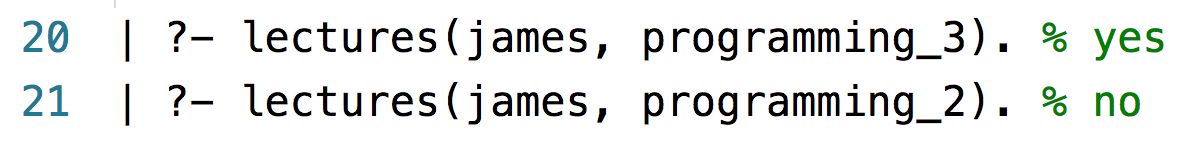 20 | ?- lectures(james, programming_3). % yes
21 | ?- lectures(james, programming_2). % no